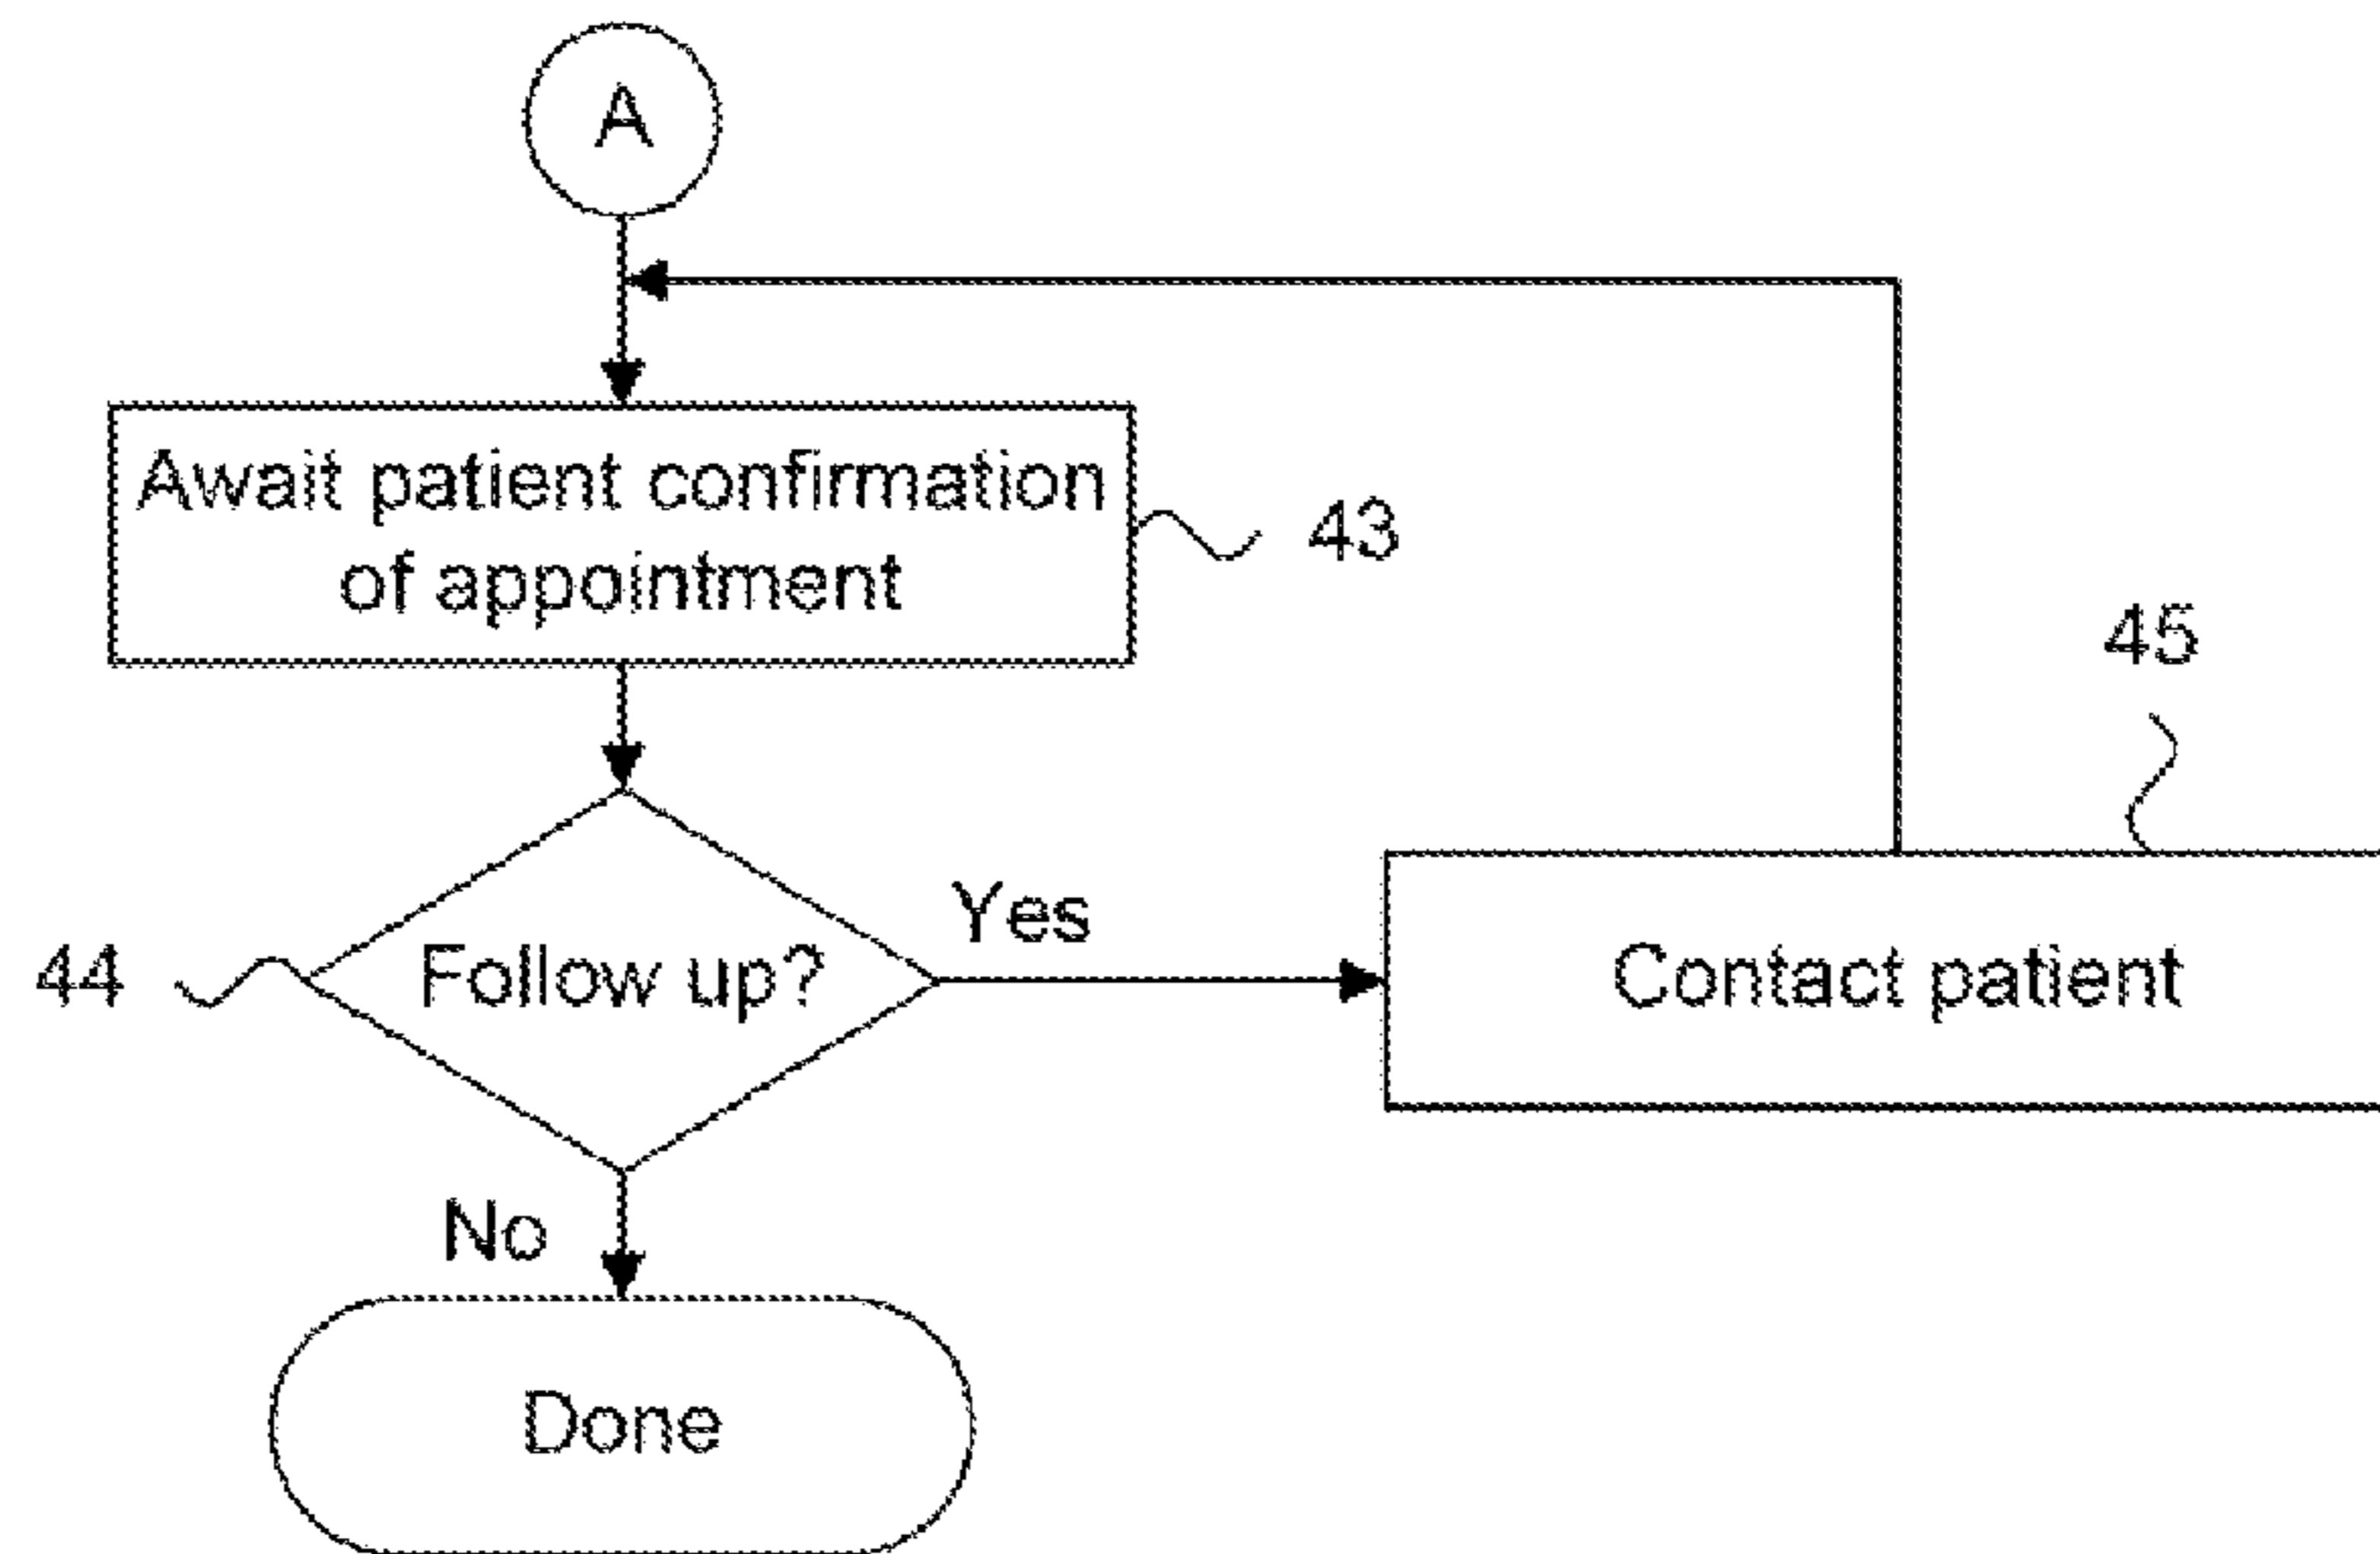 A
Await patient confirmation
of appointment
43
45
Yes
44
Follow up?
Contact patient
No
Done